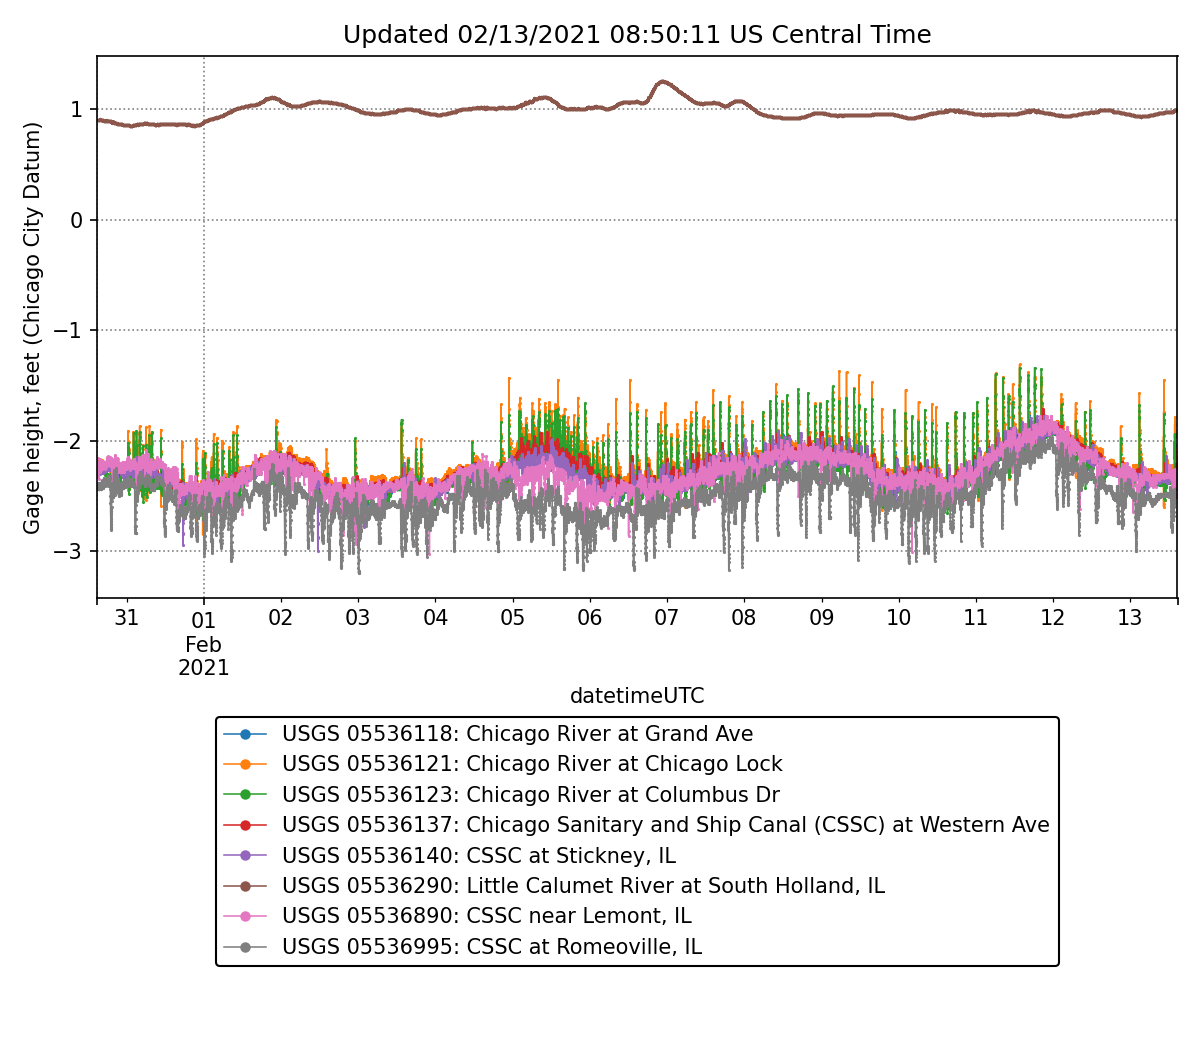 Updated 02/13/2021 08:50:11 US Central Time
Gage height, feet (Chicago City Datum)
1
0
−1
−2
−3
31 01 02 03 04 05 06 07 08 09 10 11 12 13
Feb
2021
datetimeUTC
USGS 05536118: Chicago River at Grand Ave
USGS 05536121: Chicago River at Chicago Lock
USGS 05536123: Chicago River at Columbus Dr
USGS 05536137: Chicago Sanitary and Ship Canal (CSSC) at Western Ave
USGS 05536140: CSSC at Stickney, IL
USGS 05536290: Little Calumet River at South Holland, IL
USGS 05536890: CSSC near Lemont, IL
USGS 05536995: CSSC at Romeoville, IL